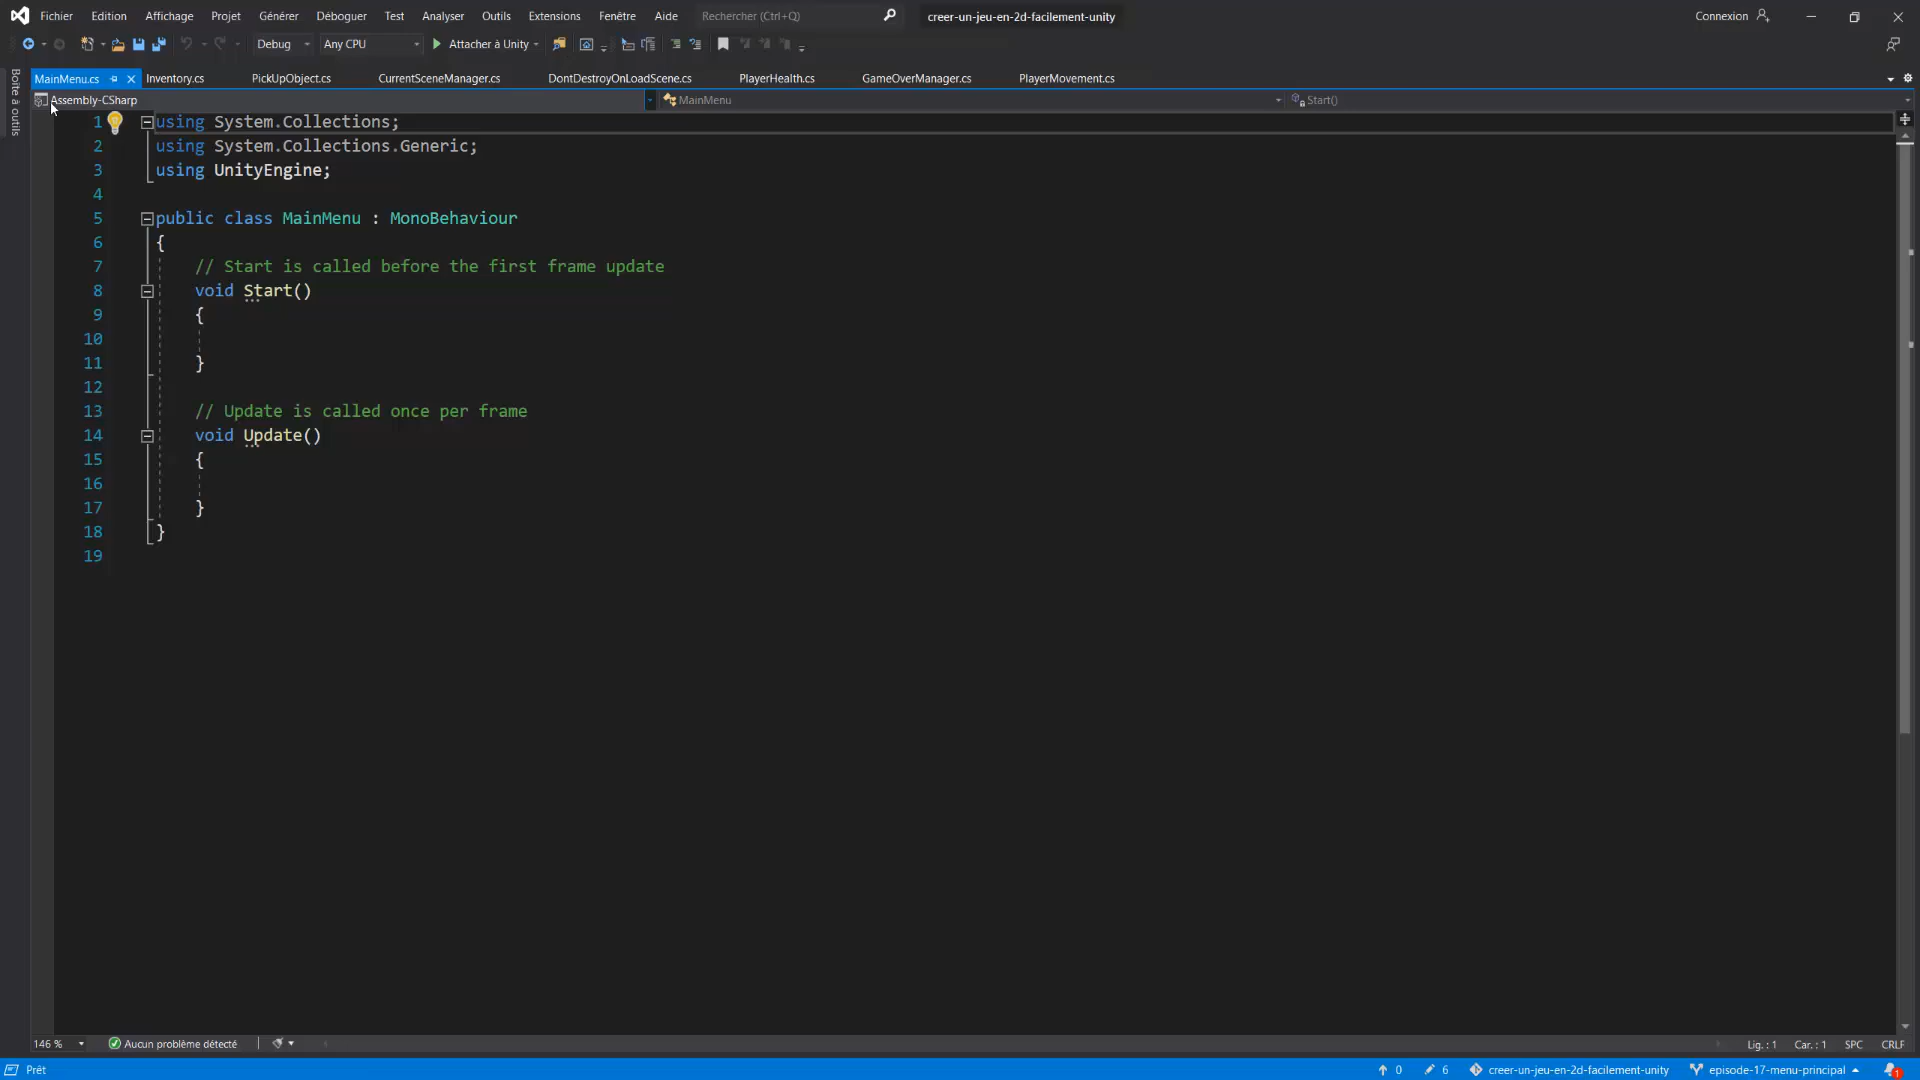 Fichier Edition Affichage Projet Générer Déboguer Test Analyser Outils Extensions Fenêtre Aide Rechercher (Ctrl+Q) creer-un-jeu-en-2d-facilement-unity Connexion
Debug Any CPU Attacher à Unity
Boîte à outils
MainMenu.cs Inventory.cs PickUpObject.cs CurrentSceneManager.cs DontDestroyOnLoadScene.cs PlayerHealth.cs GameOverManager.cs PlayerMovement.cs
Assembly-CSharp MainMenu Start()
1 using System.Collections;
2 using System.Collections.Generic;
3 using UnityEngine;
4
5 public class MainMenu : MonoBehaviour
6 {
7 // Start is called before the first frame update
8 void Start()
9 {
10
11 }
12
13 // Update is called once per frame
14 void Update()
15 {
16
17 }
18 }
19
146 % Aucun problème détecté Lig. : 1 Car. : 1 SPC CRLF
Prêt 0 6 creer-un-jeu-en-2d-facilement-unity episode-17-menu-principal 1